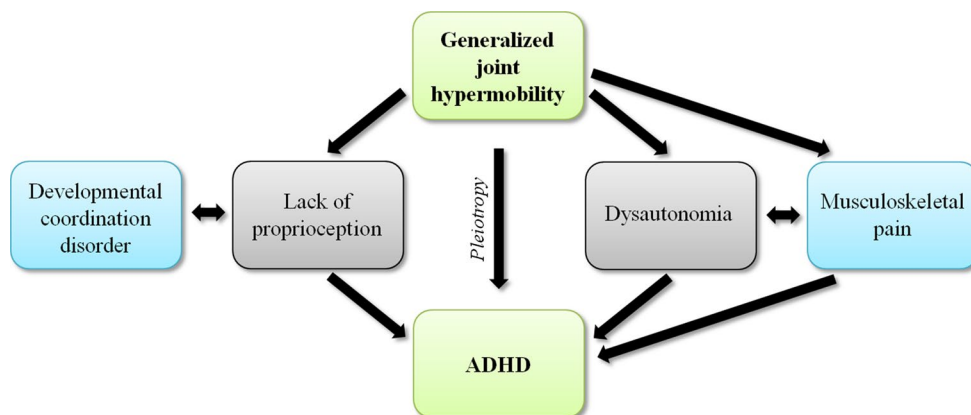 Generalized
joint
hypermobility
Developmental
coordination
disorder
Lack of
proprioception
Pleiotropy
Dysautonomia
Musculoskeletal
pain
ADHD